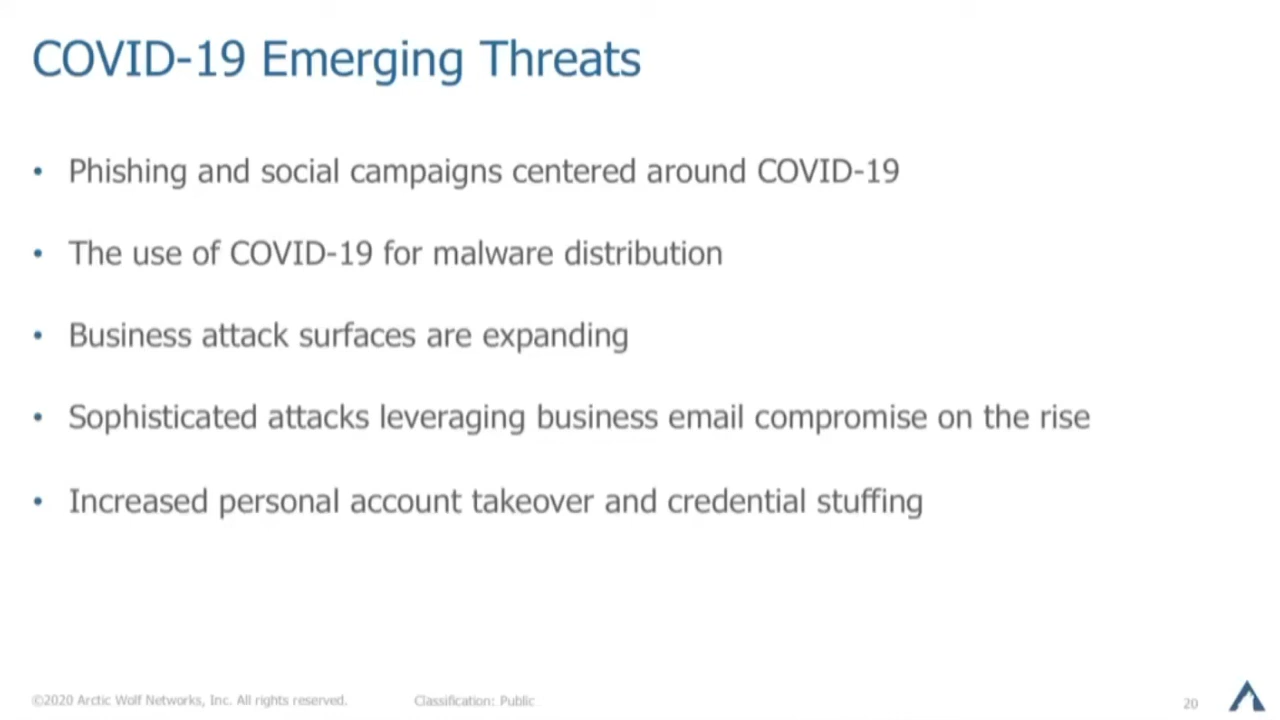 COVID-19 Emerging Threats
• Phishing and social campaigns centered around COVID-19
• The use of COVID-19 for malware distribution
• Business attack surfaces are expanding
• Sophisticated attacks leveraging business email compromise on the rise
• Increased personal account takeover and credential stuffing
©2020 Arctic Wolf Networks, Inc. All rights reserved. Classification: Public 20